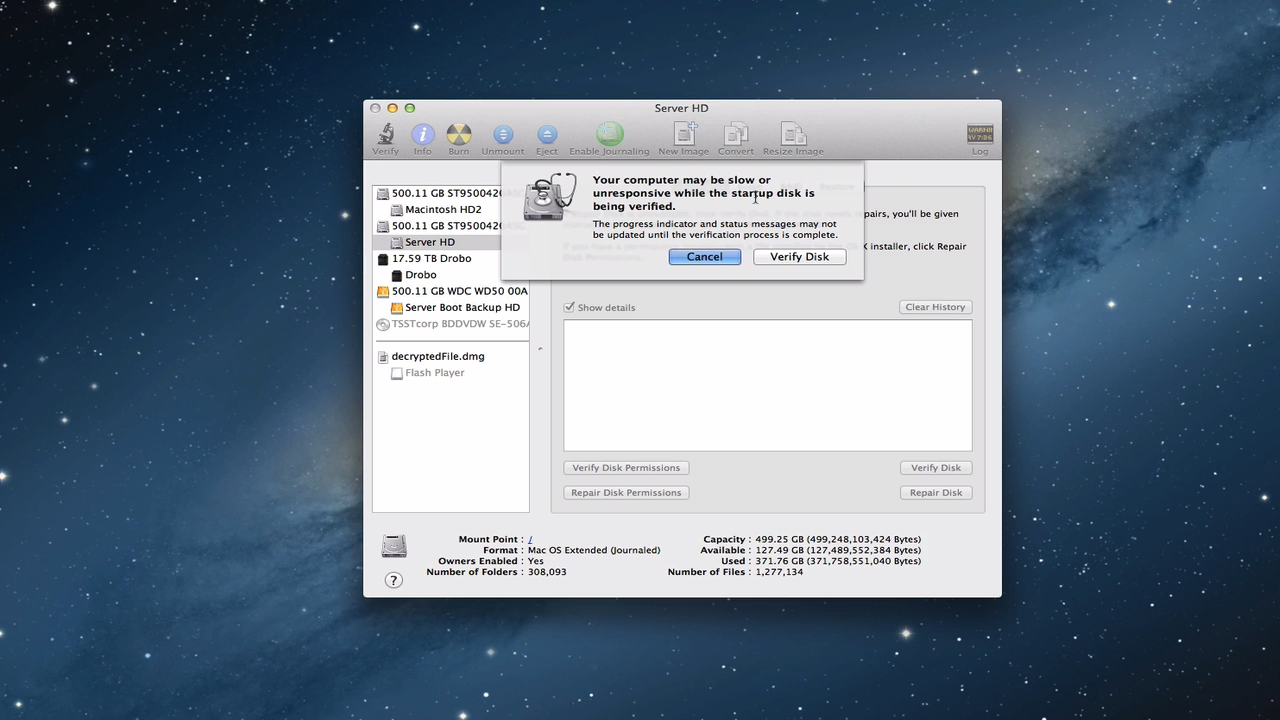 Server HD
Verify
Info
Burn
Unmount
Eject
Enable Journaling
New Image
Convert
Resize Image
WARNI
Log
Your computer may be slow or
unresponsive while the startup disk is
being verified.
The progress indicator and status messages may not
be updated until the verification process is complete.
Cancel
Verify Disk
500.11 GB ST9500420
Macintosh HD2
500.11 GB ST9500420ASG
Server HD
17.59 TB Drobo
Drobo
500.11 GB WDC WD50 00A
Server Boot Backup HD
TSSTcorp BDDVDW SE-506A
decryptedFile.dmg
Flash Player
pairs, you'll be given
X installer, click Repair
Show details
Clear History
Verify Disk Permissions
Verify Disk
Repair Disk Permissions
Repair Disk
Mount Point : /
Format : Mac OS Extended (Journaled)
Owners Enabled : Yes
Number of Folders : 308,093
Capacity : 499.25 GB (499,248,103,424 Bytes)
Available : 127.49 GB (127,489,552,384 Bytes)
Used : 371.76 GB (371,758,551,040 Bytes)
Number of Files : 1,277,134
?